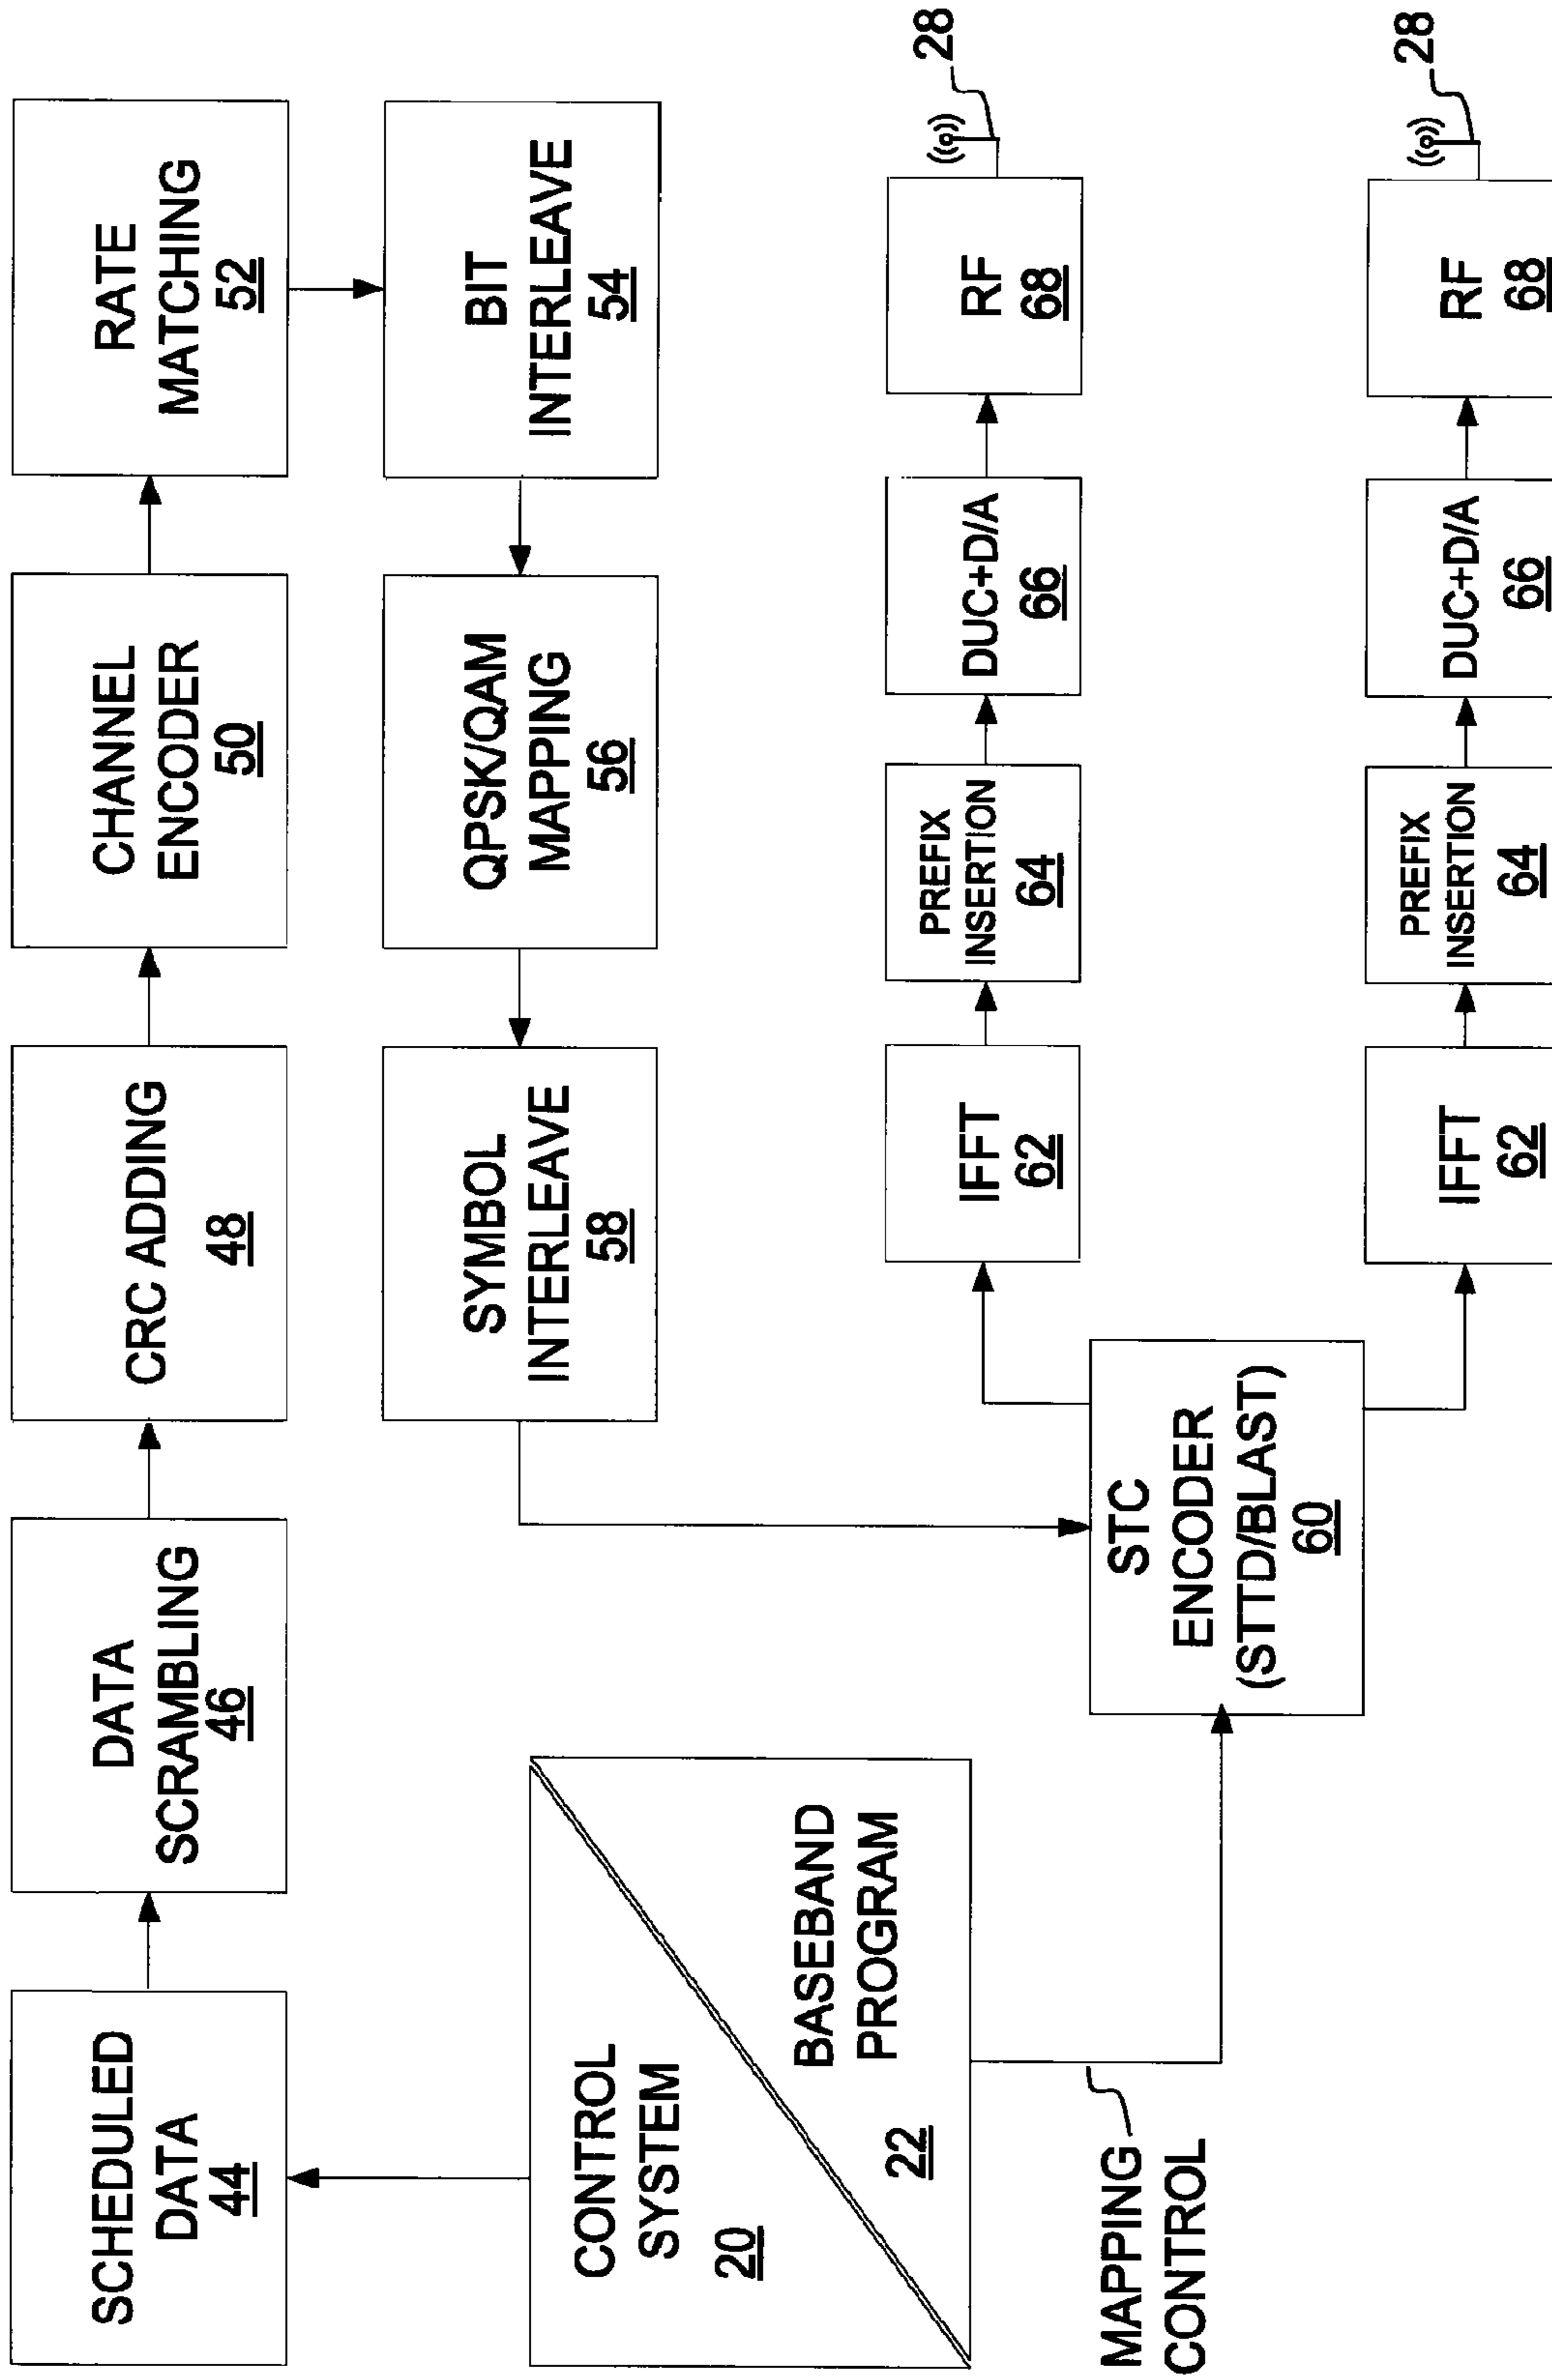 SCHEDULED
DATA
44
DATA
SCRAMBLING
46
CRC ADDING
48
CHANNEL
ENCODER
50
RATE
MATCHING
52
CONTROL
SYSTEM
20
BASEBAND
PROGRAM
22
SYMBOL
INTERLEAVE
58
QPSK/QAM
MAPPING
56
BIT
INTERLEAVE
54
MAPPING
CONTROL
STC
ENCODER
(STTD/BLAST)
60
IFFT
62
PREFIX
INSERTION
64
DUC+D/A
66
RF
68
28
IFFT
62
PREFIX
INSERTION
64
DUC+D/A
66
RF
68
28